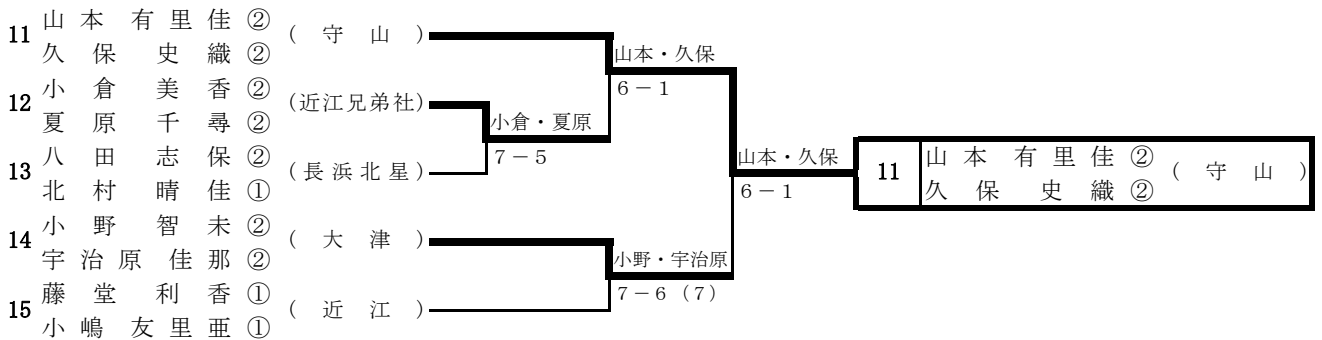 11 山本 有里佳 ② (守山)
久保 史織 ②
12 小倉 美香 ② (近江兄弟社)
夏原 千尋 ②
13 八田 志保 ② (長浜北星)
北村 晴佳 ①
14 小野 智未 ② (大津)
宇治原 佳那 ②
15 藤堂 利香 ① (近江)
小嶋 友里亜 ①
小倉・夏原
7-5
山本・久保
6-1
小野・宇治原
7-6(7)
山本・久保
6-1
11 山本 有里佳 ② (守山)
久保 史織 ②